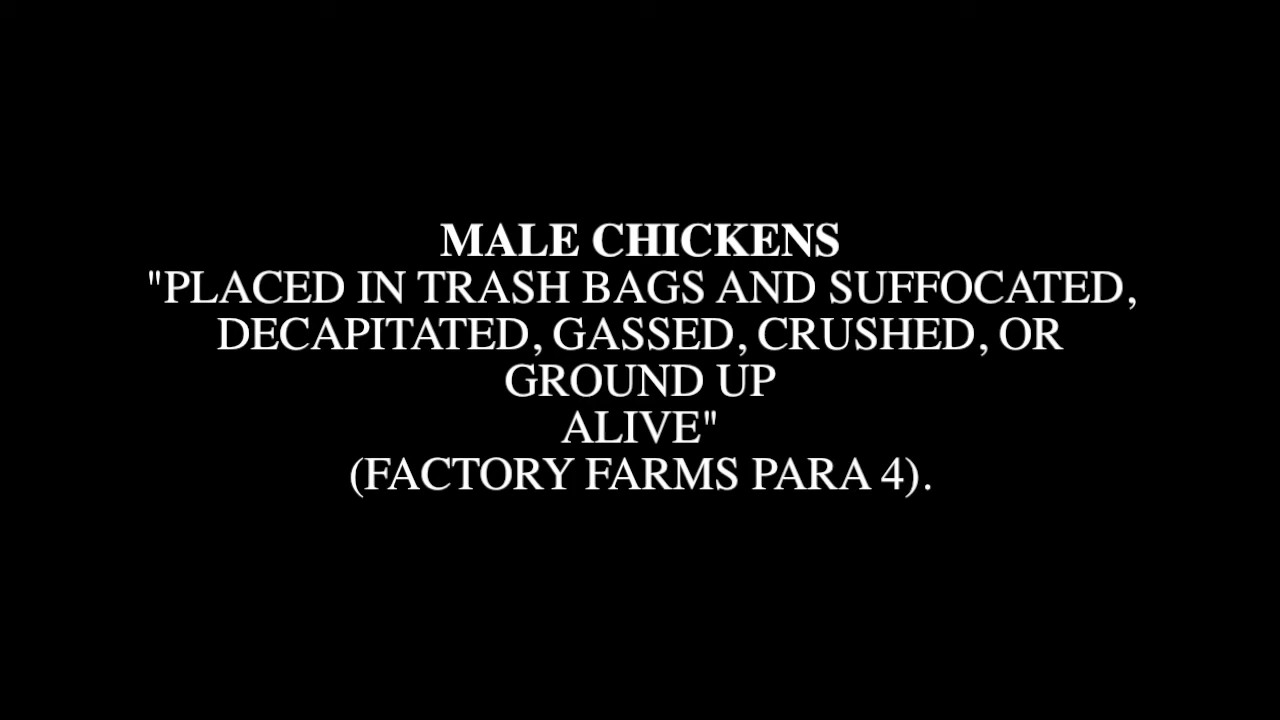 MALE CHICKENS
"PLACED IN TRASH BAGS AND SUFFOCATED,
DECAPITATED, GASSED, CRUSHED, OR
GROUND UP
ALIVE"
(FACTORY FARMS PARA 4).